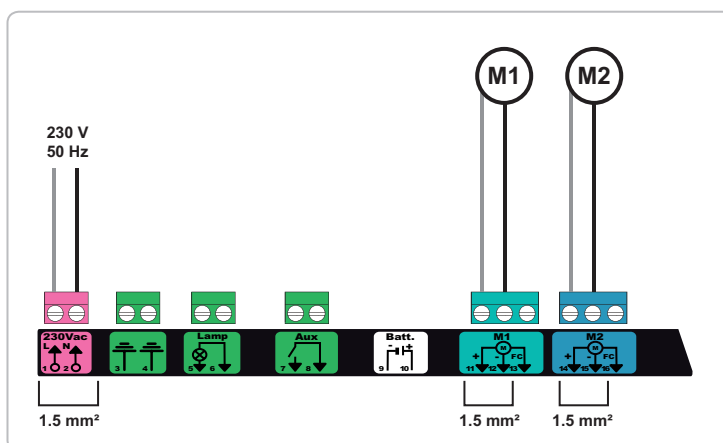 M1 M2
230 V
50 Hz
230Vac Lamp Aux Batt. M1 M2
L N - + + - FC + - FC
1 2 3 4 5 6 7 8 9 10 11 12 13 14 15 16
M M
1.5 mm² 1.5 mm² 1.5 mm²